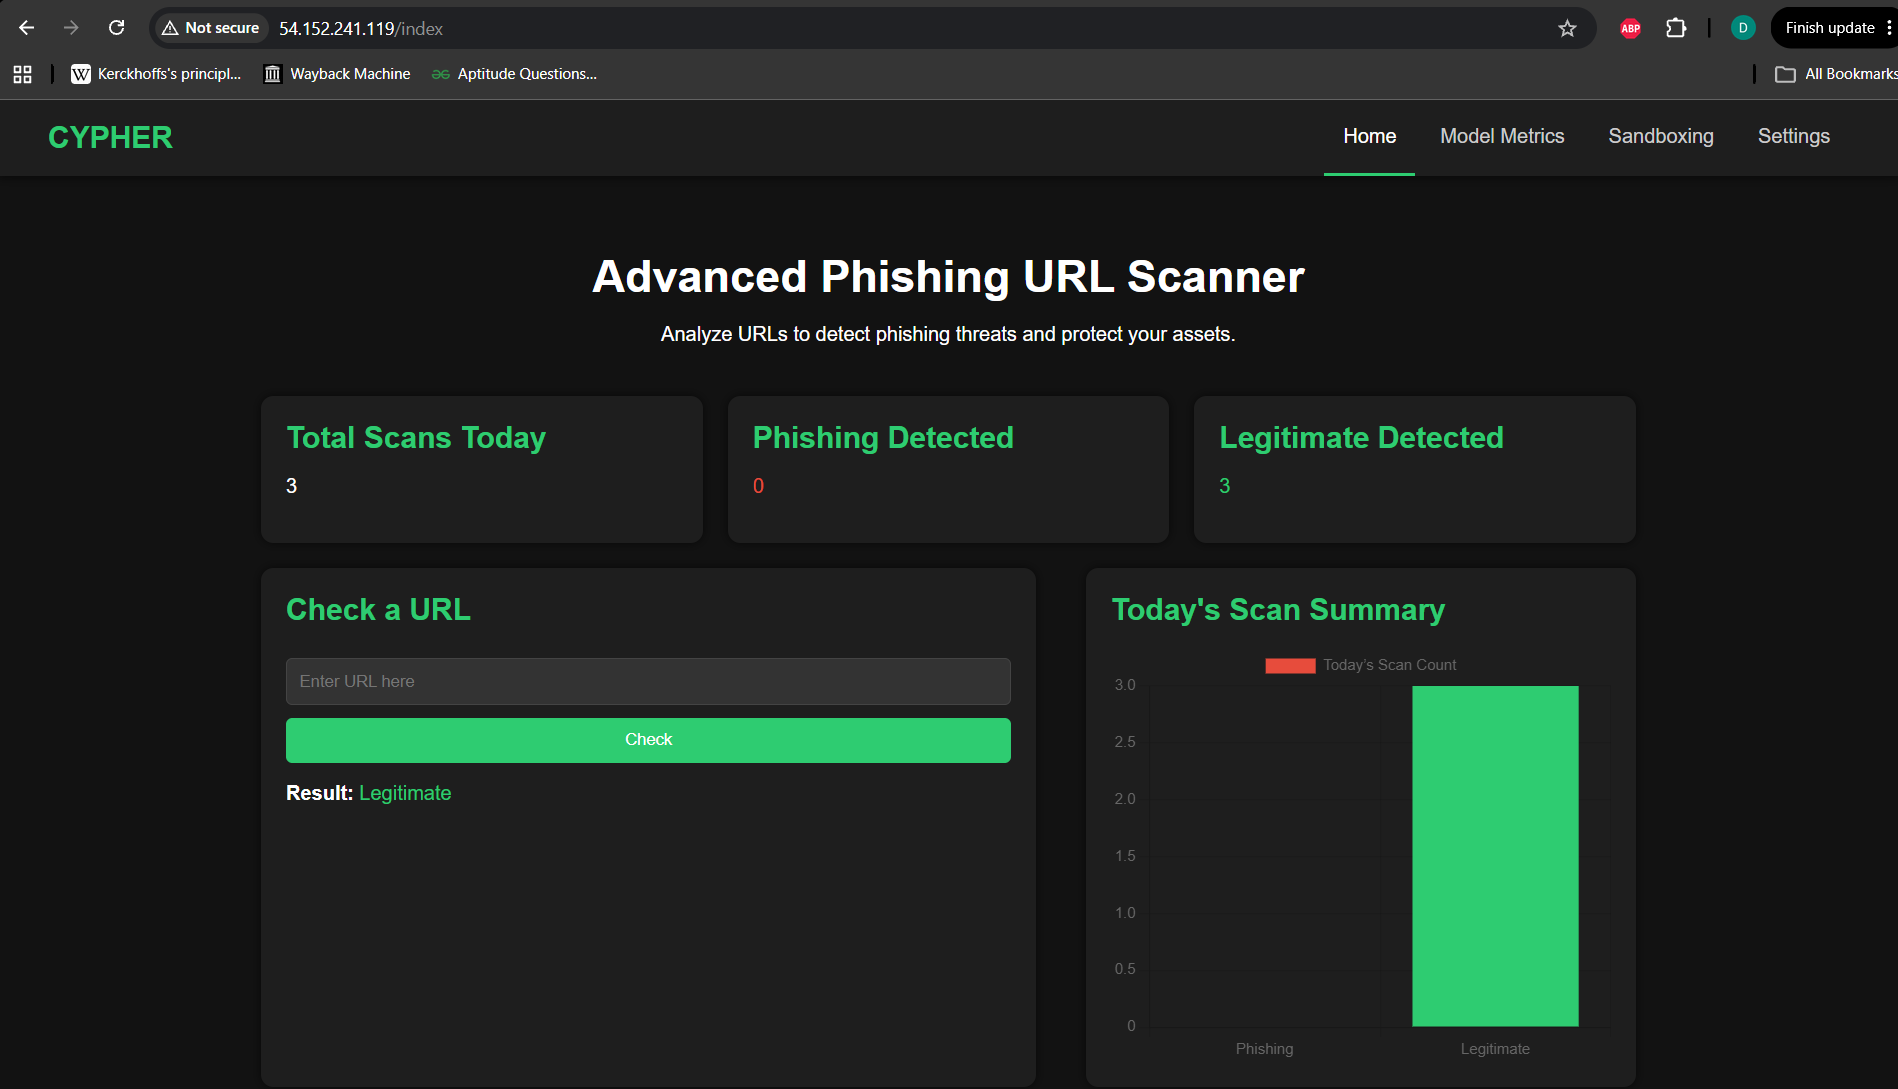 Not secure 54.152.241.119/index
ABP
D
Finish update
W Kerckhoffs's principl... Wayback Machine Aptitude Questions... All Bookmarks
CYPHER
Home Model Metrics Sandboxing Settings
Advanced Phishing URL Scanner
Analyze URLs to detect phishing threats and protect your assets.
Total Scans Today
3
Phishing Detected
0
Legitimate Detected
3
Check a URL
Enter URL here
Check
Result: Legitimate
Today's Scan Summary
Today's Scan Count
3.0
2.5
2.0
1.5
1.0
0.5
0
Phishing Legitimate